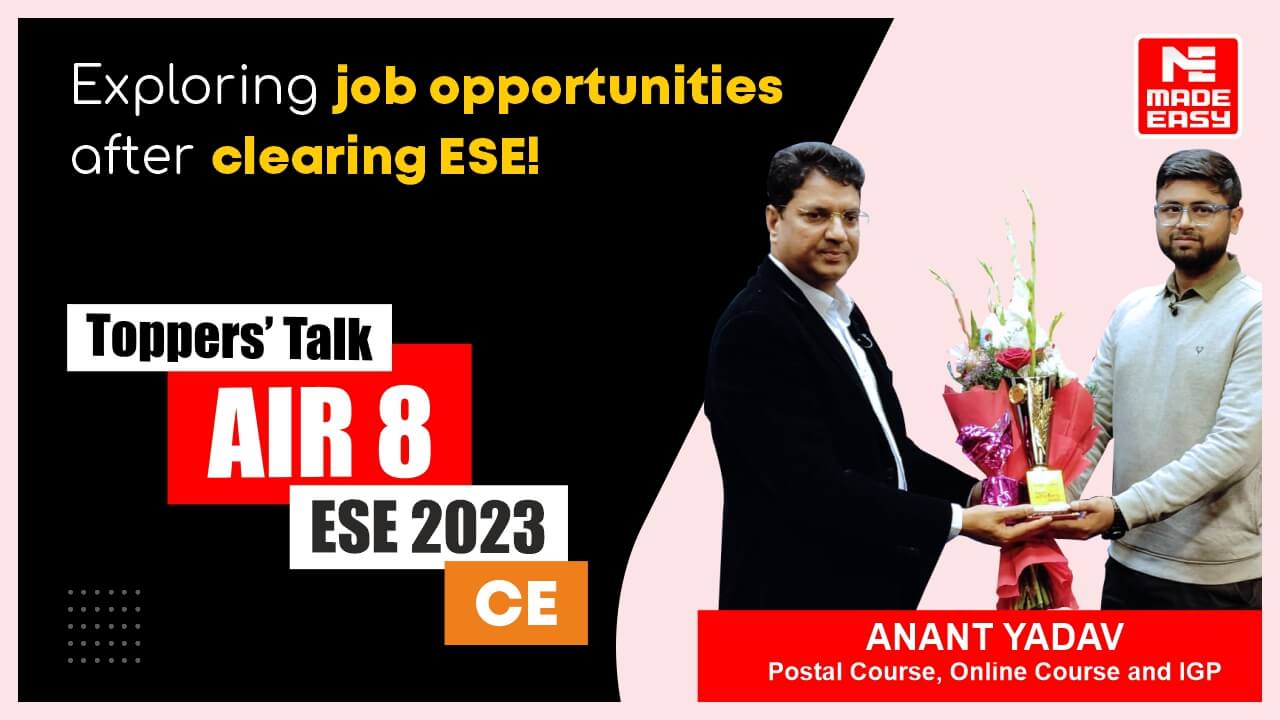 Exploring job opportunities
after clearing ESE!
ME
MADE
EASY
Toppers' Talk
AIR 8
ESE 2023
CE
ANANT YADAV
Postal Course, Online Course and IGP